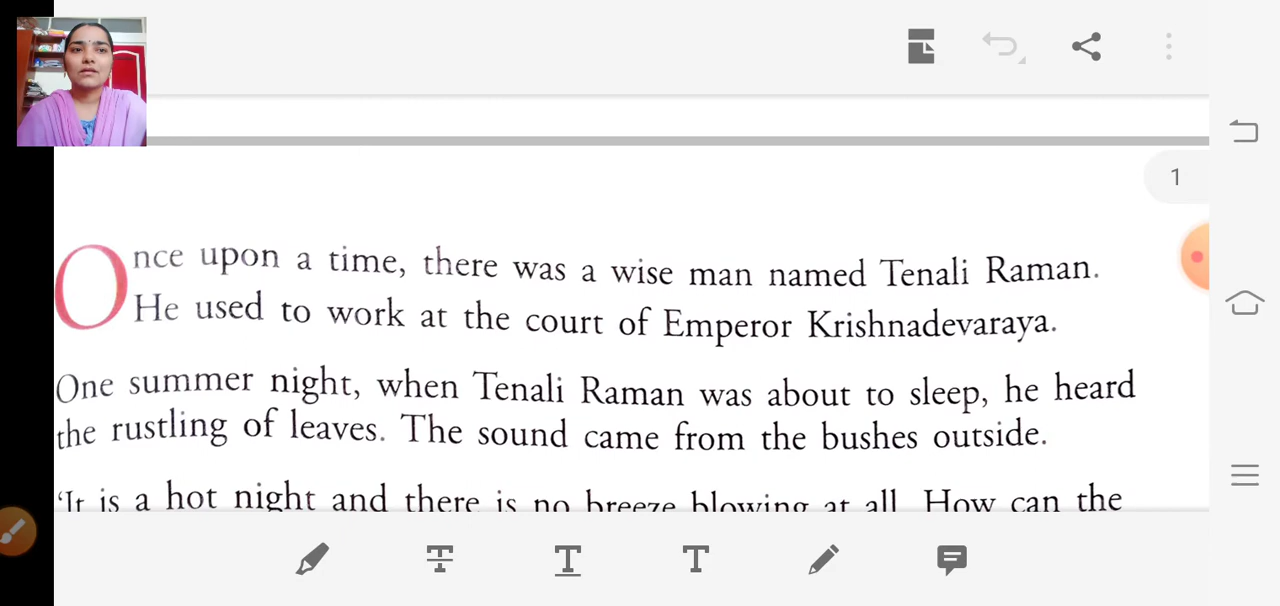 1
Once upon a time, there was a wise man named Tenali Raman.
He used to work at the court of Emperor Krishnadevaraya.
One summer night, when Tenali Raman was about to sleep, he heard
the rustling of leaves. The sound came from the bushes outside.
‘It is a hot night and there is no breeze blowing at all. How can the